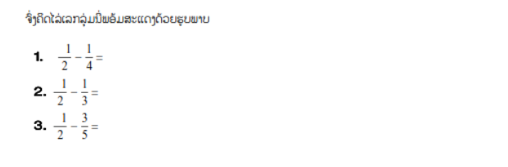 ຈົ່ງຄິດໄລ່ເລກລຸ່ມນີ້ພ້ອມສະແດງດ້ວຍຮູບພາບ
1. 1/2 - 1/4 =
2. 1/2 - 1/3 =
3. 1/2 - 3/5 =